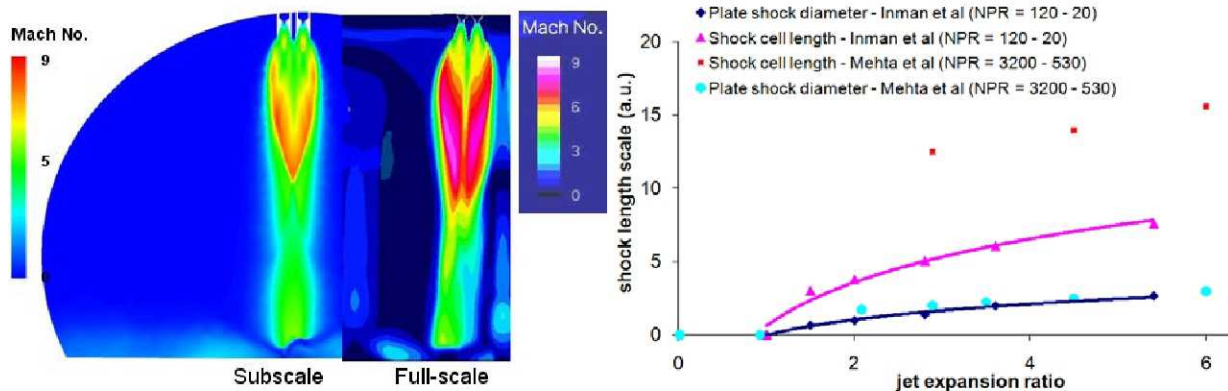 Mach No.
9
5
0
Subscale
Mach No.
9
6
3
0
Full-scale
Plate shock diameter - Inman et al (NPR = 120 - 20)
Shock cell length - Inman et al (NPR = 120 - 20)
Shock cell length - Mehta et al (NPR = 3200 - 530)
Plate shock diameter - Mehta et al (NPR = 3200 - 530)
shock length scale (a.u.)
20
15
10
5
0
0
2
4
6
jet expansion ratio